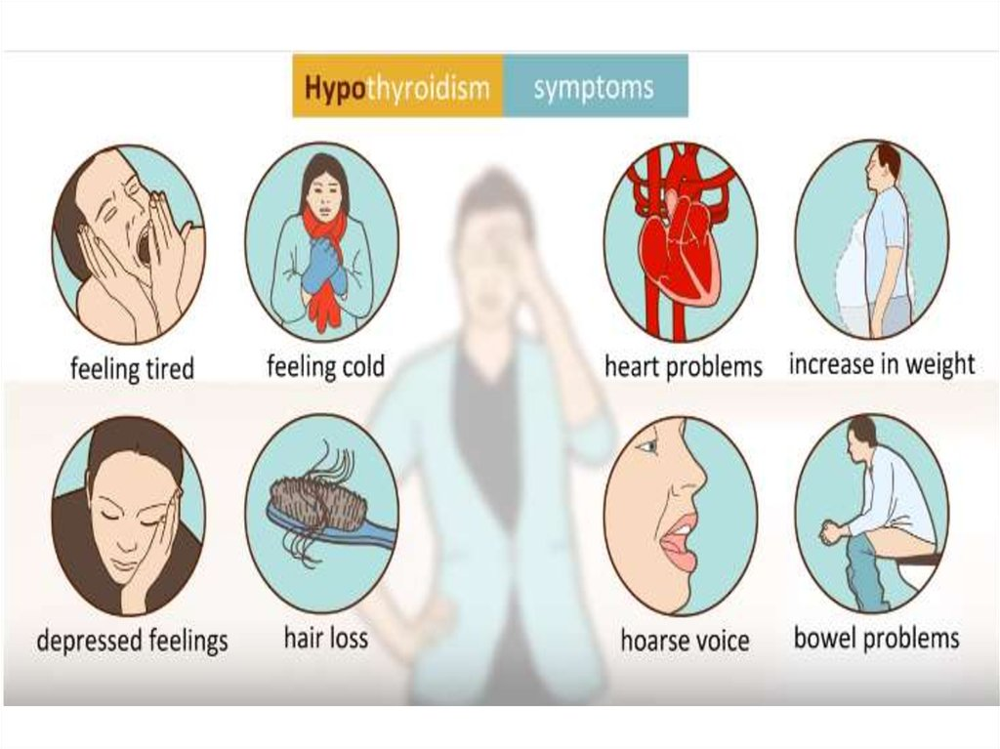 Hypothyroidism symptoms
feeling tired
feeling cold
heart problems
increase in weight
depressed feelings
hair loss
hoarse voice
bowel problems